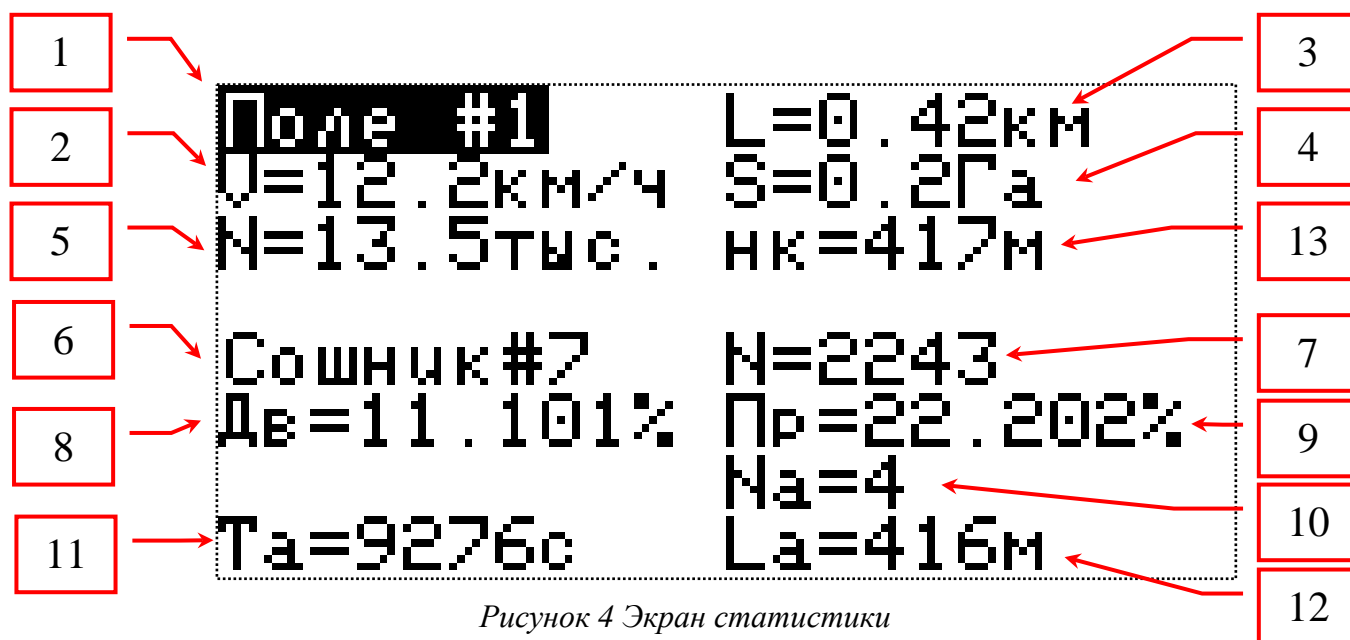 1
3
Поле #1 L=0.42км
2
4
V=12.2км/ч S=0.2Га
5
13
N=13.5тыс. нк=417м
6
7
Сошник#7 N=2243
8
9
Дв=11.101% Пр=22.202%
10
Na=4
11
12
Та=9276с La=416м
Рисунок 4 Экран статистики